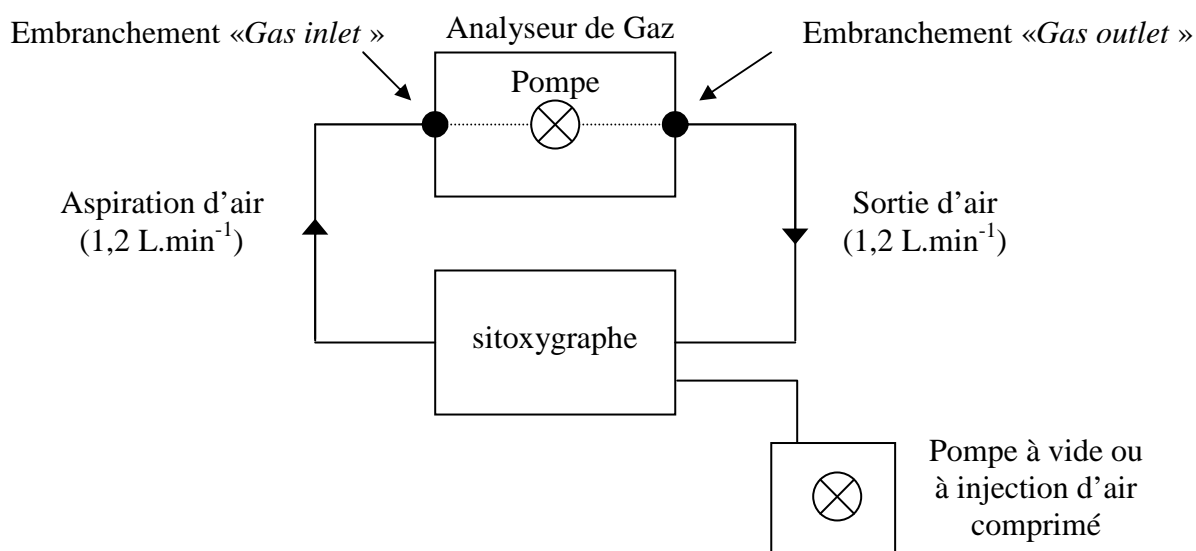 Embranchement «Gas inlet »
Analyseur de Gaz
Embranchement «Gas outlet »
Pompe
Aspiration d’air
(1,2 L.min-1)
Sortie d’air
(1,2 L.min-1)
sitoxygraphe
Pompe à vide ou
à injection d’air
comprimé